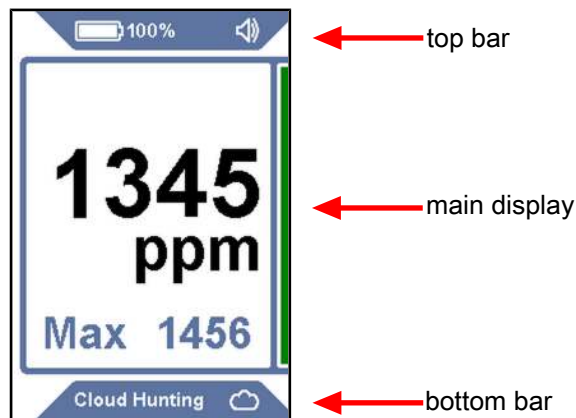 100%
top bar
1345
ppm
main display
Max 1456
Cloud Hunting
bottom bar